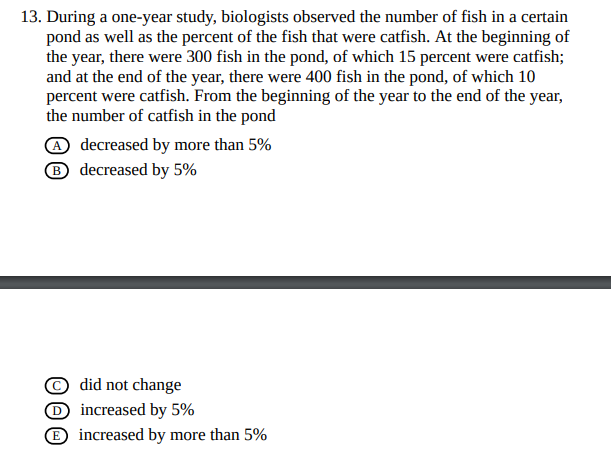 13. During a one-year study, biologists observed the number of fish in a certain
pond as well as the percent of the fish that were catfish. At the beginning of
the year, there were 300 fish in the pond, of which 15 percent were catfish;
and at the end of the year, there were 400 fish in the pond, of which 10
percent were catfish. From the beginning of the year to the end of the year,
the number of catfish in the pond
A decreased by more than 5%
B decreased by 5%
C did not change
D increased by 5%
E increased by more than 5%